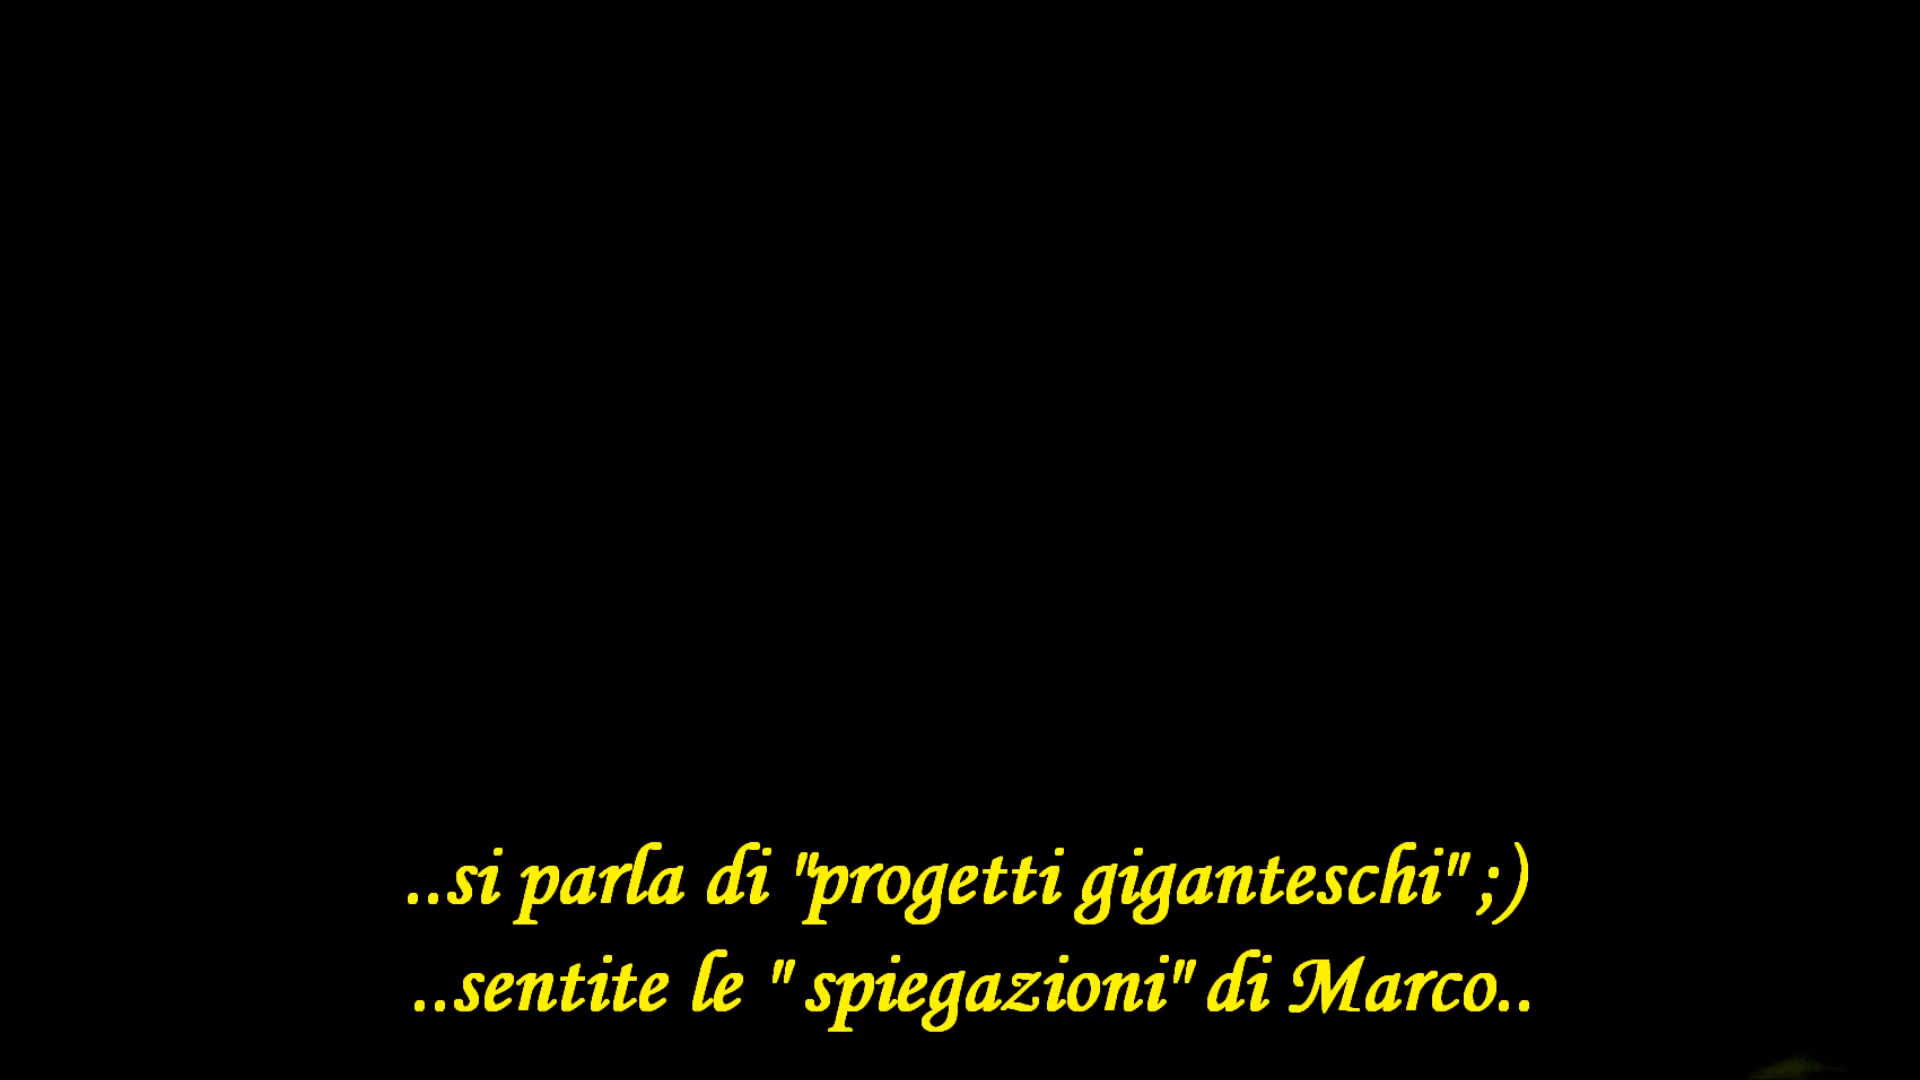 ..si parla di "progetti giganteschi" ;)
..sentite le " spiegazioni" di Marco..